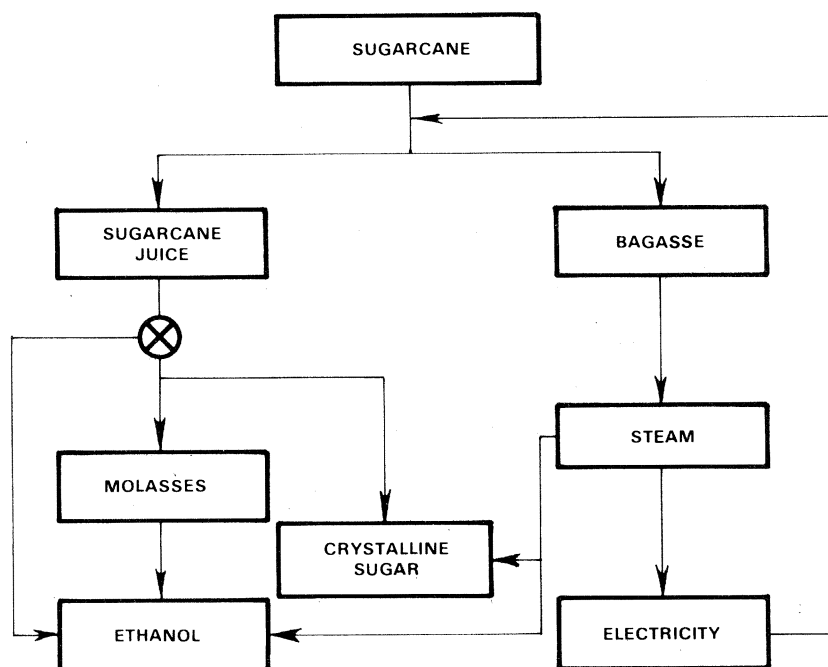 SUGARCANE
SUGARCANE
JUICE
BAGASSE
STEAM
MOLASSES
CRYSTALLINE
SUGAR
ETHANOL
ELECTRICITY